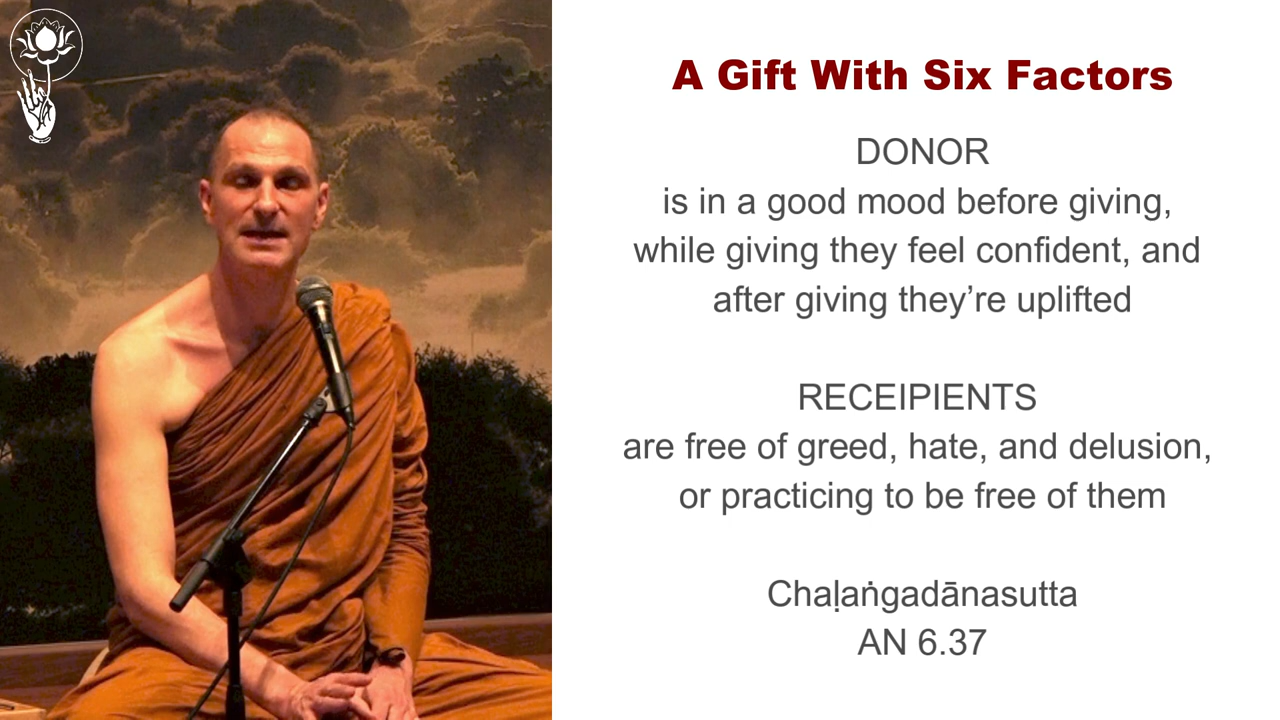 A Gift With Six Factors
DONOR
is in a good mood before giving,
while giving they feel confident, and
after giving they’re uplifted
RECEIPIENTS
are free of greed, hate, and delusion,
or practicing to be free of them
Chaḷaṅgadānasutta
AN 6.37